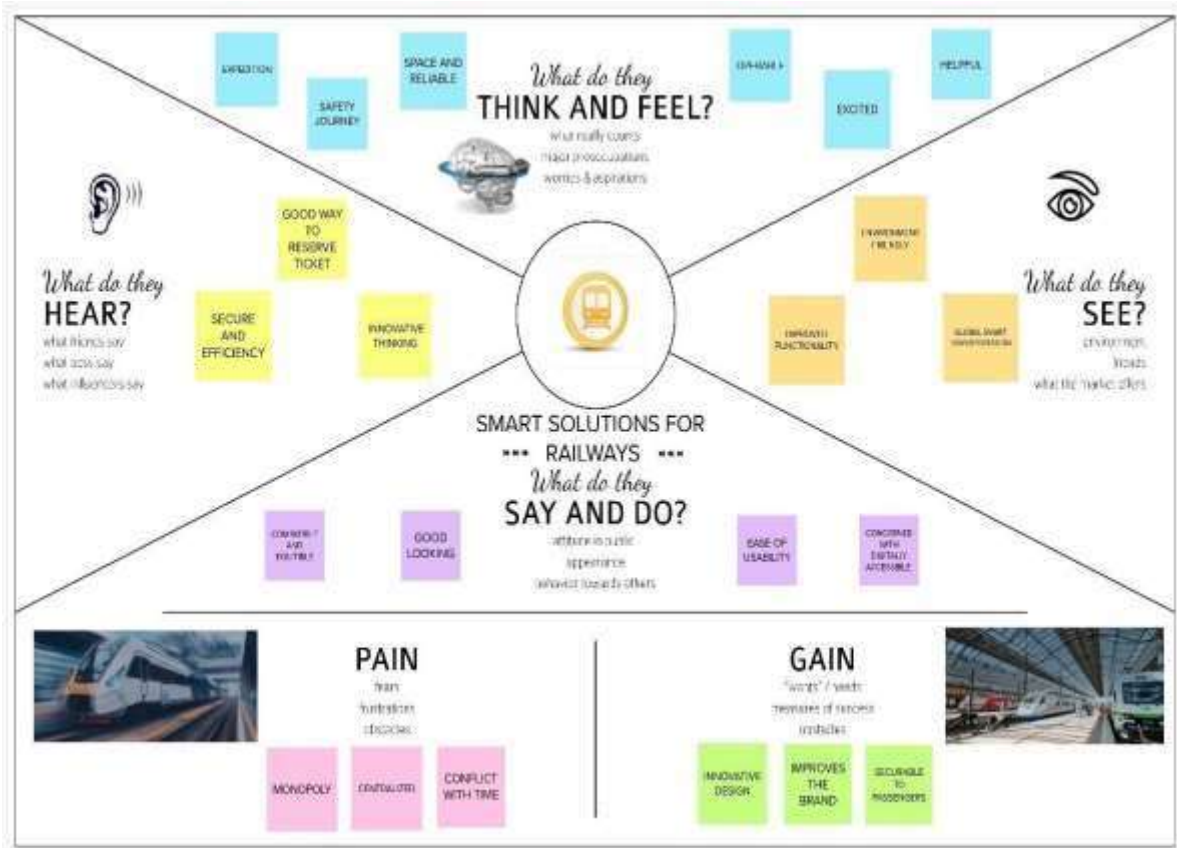 EXPEDITION
SAFETY
JOURNEY
SPACE AND
RELIABLE
What do they
THINK AND FEEL?
what really counts
major preoccupations
worries & aspirations
EXCITED
HELPFUL
What do they
HEAR?
what friends say
what boss say
what influencers say
GOOD WAY
TO
RESERVE
TICKET
SECURE
AND
EFFICIENCY
INNOVATIVE
THINKING
ENVIRONMENT
FRIENDLY
IMPROVED
FUNCTIONALITY
GLOBAL SMART
What do they
SEE?
environment
friends
what the market offers
SMART SOLUTIONS FOR
RAILWAYS
What do they
SAY AND DO?
attitude in public
appearance
behavior towards others
AND
GOOD
LOOKING
EASE OF
USABILITY
CONCERNED
WITH
DIGITALLY
ACCESSIBLE
PAIN
fears
frustrations
obstacles
MONOPOLY
CENTRALIZED
CONFLICT
WITH TIME
GAIN
"wants" / needs
measures of success
obstacles
INNOVATIVE
DESIGN
IMPROVES
THE
BRAND
SECURABLE
TO
PASSENGERS